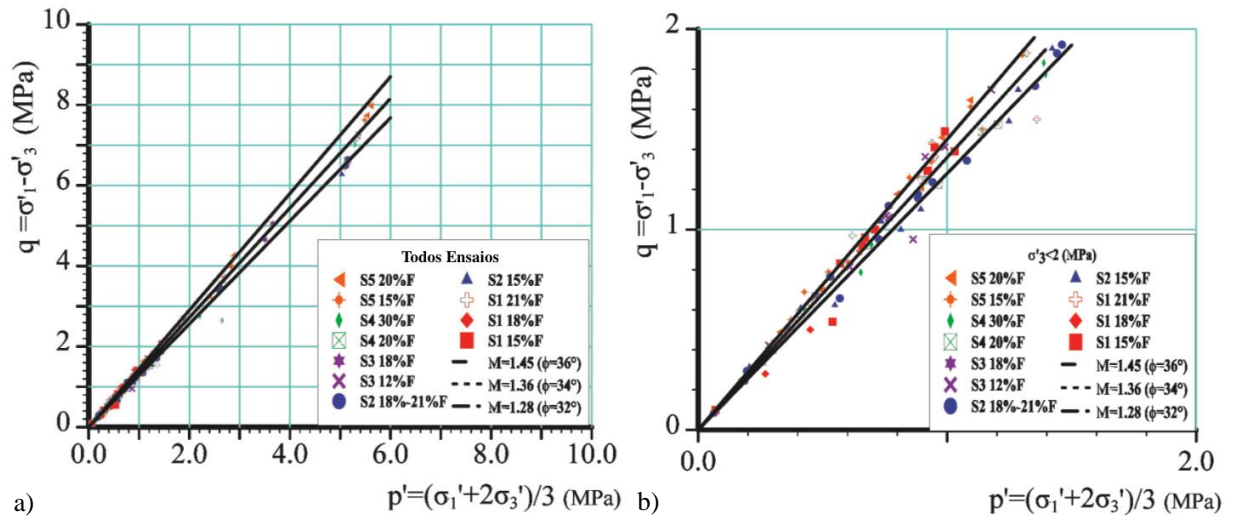 10
8
6
4
2
0
q =σ'1-σ'3 (MPa)
Todos Ensaios
S5 20%F
S5 15%F
S4 30%F
S4 20%F
S3 18%F
S3 12%F
S2 18%-21%F
S2 15%F
S1 21%F
S1 18%F
S1 15%F
M=1.45 (ϕ=36°)
M=1.36 (ϕ=34°)
M=1.28 (ϕ=32°)
0.0 2.0 4.0 6.0 8.0 10.0
p'=(σ1'+2σ3')/3 (MPa)
a)
2
1
0
q =σ'1-σ'3 (MPa)
σ'3<2 (MPa)
S5 20%F
S5 15%F
S4 30%F
S4 20%F
S3 18%F
S3 12%F
S2 18%-21%F
S2 15%F
S1 21%F
S1 18%F
S1 15%F
M=1.45 (ϕ=36°)
M=1.36 (ϕ=34°)
M=1.28 (ϕ=32°)
0.0 2.0
p'=(σ1'+2σ3')/3 (MPa)
b)